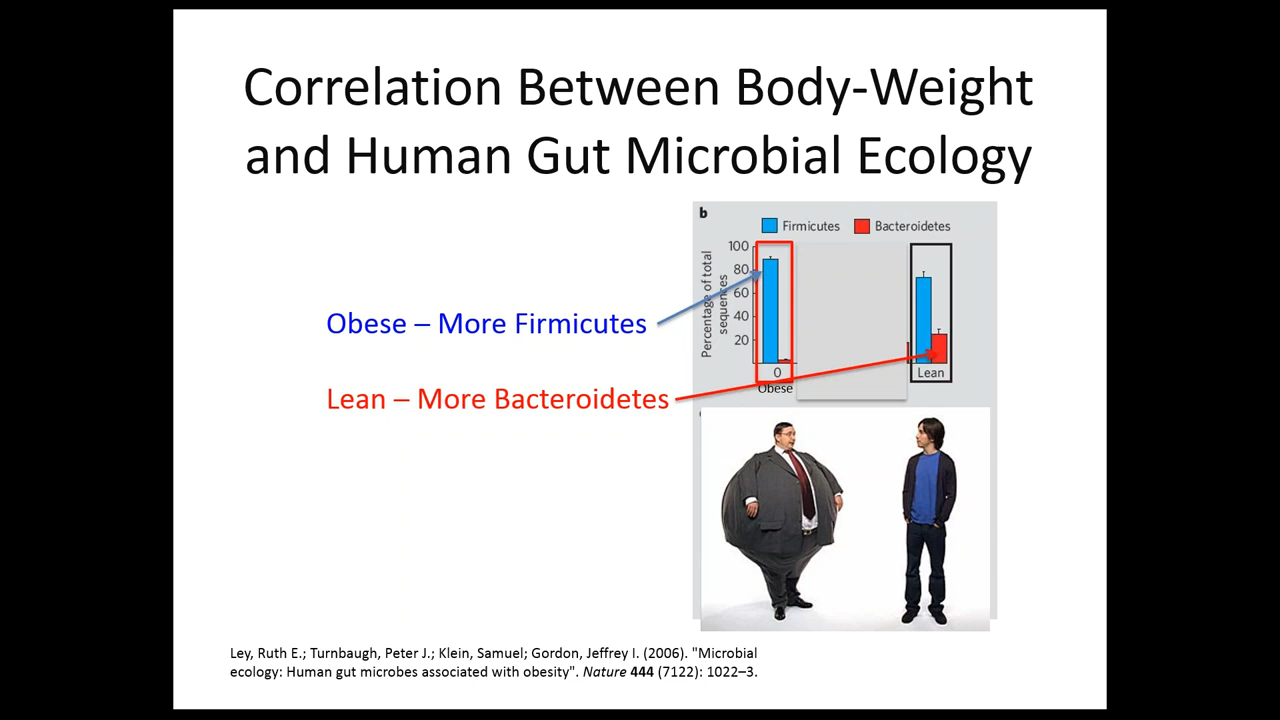 Correlation Between Body-Weight
and Human Gut Microbial Ecology
b
Firmicutes Bacteroidetes
Percentage of total
sequences
100
80
60
40
20
0
Obese
Lean
Obese – More Firmicutes
Lean – More Bacteroidetes
Ley, Ruth E.; Turnbaugh, Peter J.; Klein, Samuel; Gordon, Jeffrey I. (2006). "Microbial
ecology: Human gut microbes associated with obesity". Nature 444 (7122): 1022–3.